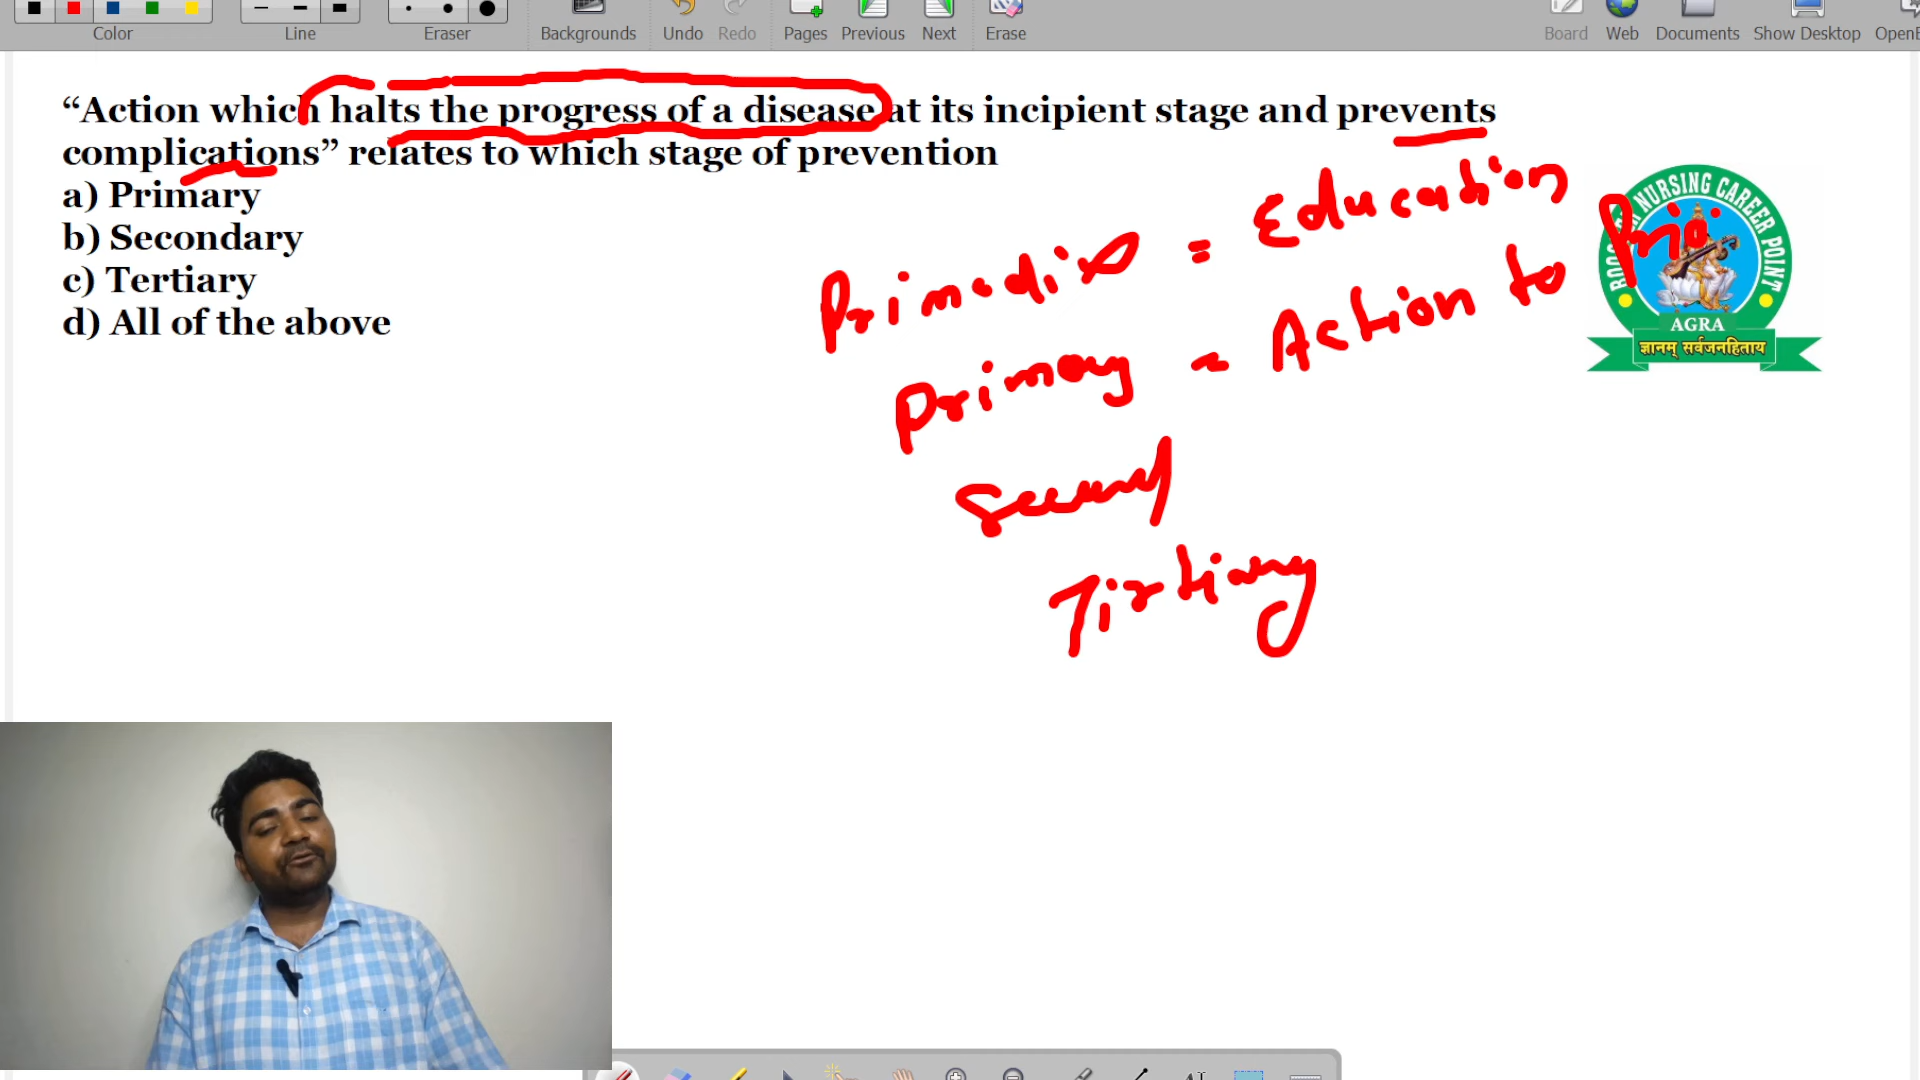 Color
Line
Eraser
Backgrounds
Undo
Redo
Pages
Previous
Next
Erase
Board
Web
Documents
Show Desktop
“Action which halts the progress of a disease at its incipient stage and prevents
complications” relates to which stage of prevention
a) Primary
b) Secondary
c) Tertiary
d) All of the above
= Education
Primary = Action to Prio.
Tirtiary
NURSING CAREER POINT
AGRA
ज्ञानम् सर्वजनहिताय